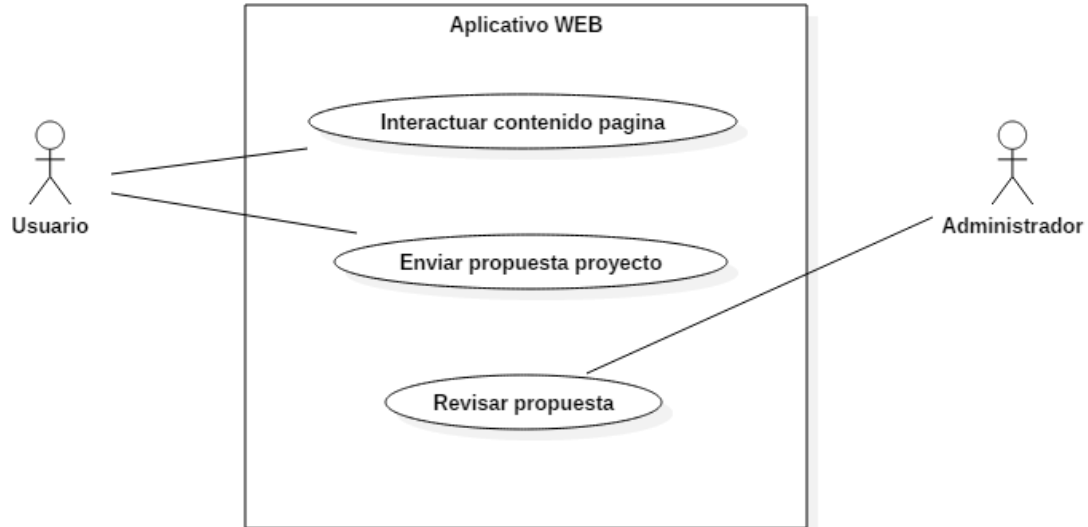 Aplicativo WEB
Interactuar contenido pagina
Usuario
Administrador
Enviar propuesta proyecto
Revisar propuesta